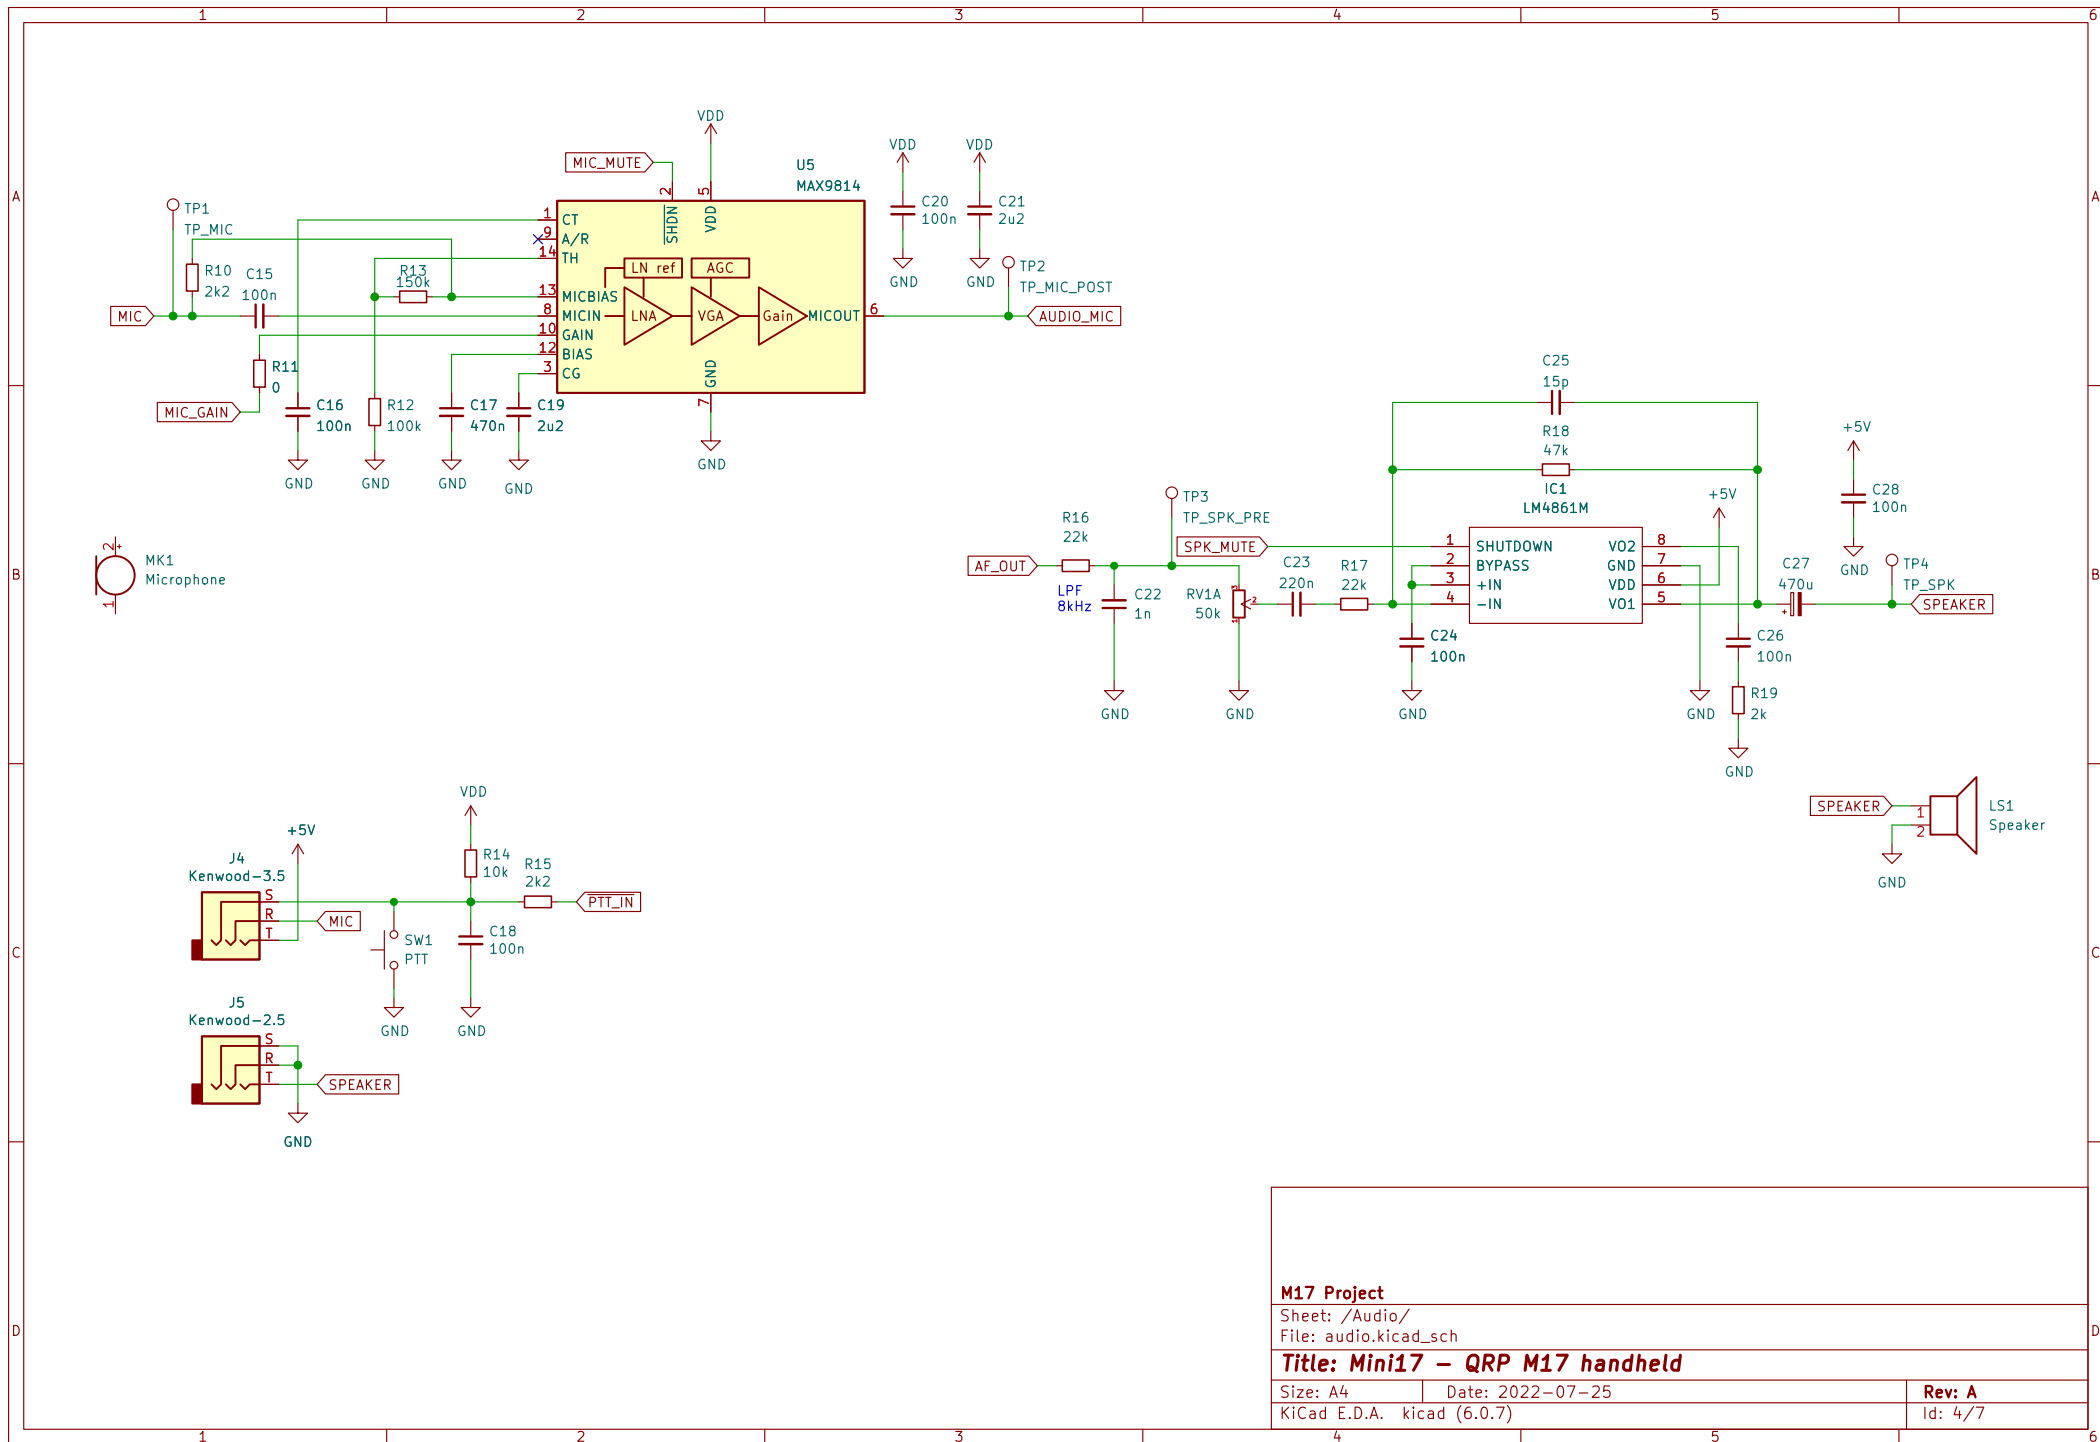 1 2 3 4 5 6
A
B
C
D
A
B
C
D
1 2 3 4 5 6
TP1
TP_MIC
R10
2k2
C15
100n
MIC
R11
0
MIC_GAIN
C16
100n
GND
R13
150k
R12
100k
GND
C17
470n
GND
C19
2u2
GND
MIC_MUTE
VDD
U5
MAX9814
2
SHDN
5
VDD
1 CT
9 A/R
14 TH
13 MICBIAS
8 MICIN
10 GAIN
12 BIAS
3 CG
LN ref
AGC
LNA
VGA
Gain
MICOUT 6
GND
7
GND
VDD
C20
100n
GND
VDD
C21
2u2
GND
TP2
TP_MIC_POST
AUDIO_MIC
2
+
1
MK1
Microphone
AF_OUT
R16
22k
LPF
8kHz
C22
1n
GND
TP3
TP_SPK_PRE
SPK_MUTE
RV1A
50k
3
2
1
GND
C23
220n
R17
22k
C25
15p
R18
47k
IC1
LM4861M
1 SHUTDOWN
2 BYPASS
3 +IN
4 -IN
VO2 8
GND 7
VDD 6
VO1 5
C24
100n
GND
+5V
GND
C26
100n
R19
2k
GND
C27
470u
+
+5V
C28
100n
GND
TP4
TP_SPK
SPEAKER
SPEAKER
1
2
LS1
Speaker
GND
J4
Kenwood-3.5
S
R
T
+5V
MIC
SW1
PTT
GND
VDD
R14
10k
R15
2k2
PTT_IN
C18
100n
GND
J5
Kenwood-2.5
S
R
T
SPEAKER
GND
M17 Project
Sheet: /Audio/
File: audio.kicad_sch
Title: Mini17 - QRP M17 handheld
Size: A4 Date: 2022-07-25 Rev: A
KiCad E.D.A. kicad (6.0.7) Id: 4/7